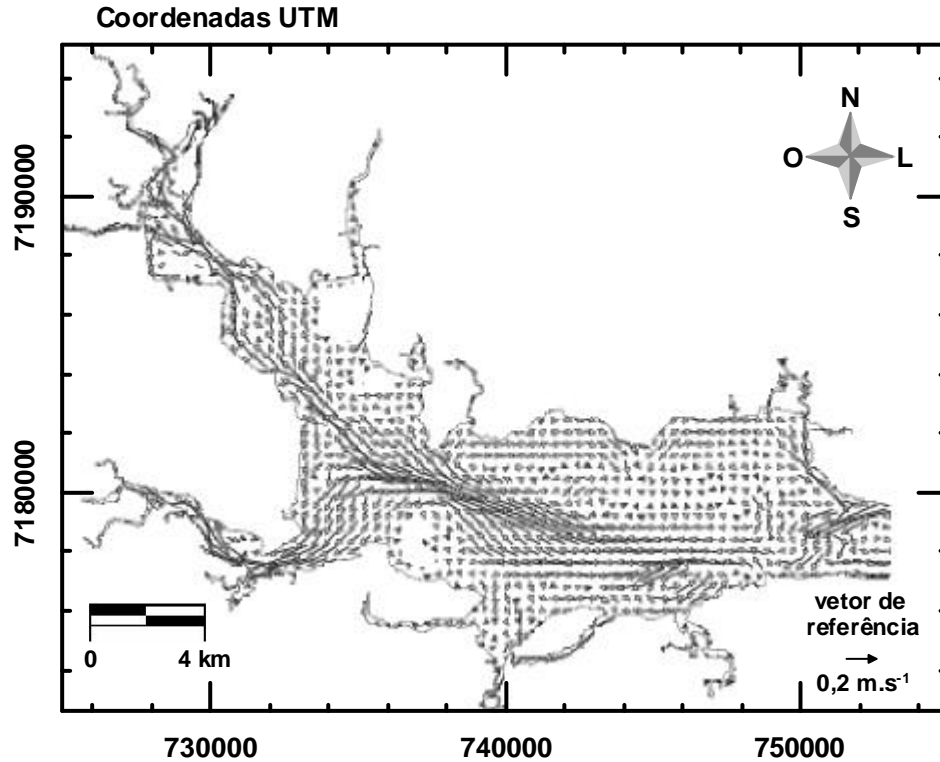 Coordenadas UTM
N
O
L
S
7190000
7180000
0
4 km
vetor de
referência
0,2 m.s-1
730000
740000
750000